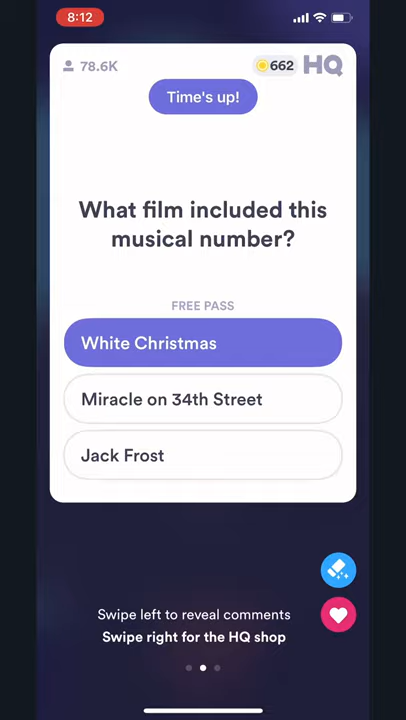 8:12
78.6K
662 HQ
Time's up!
What film included this
musical number?
FREE PASS
White Christmas
Miracle on 34th Street
Jack Frost
Swipe left to reveal comments
Swipe right for the HQ shop